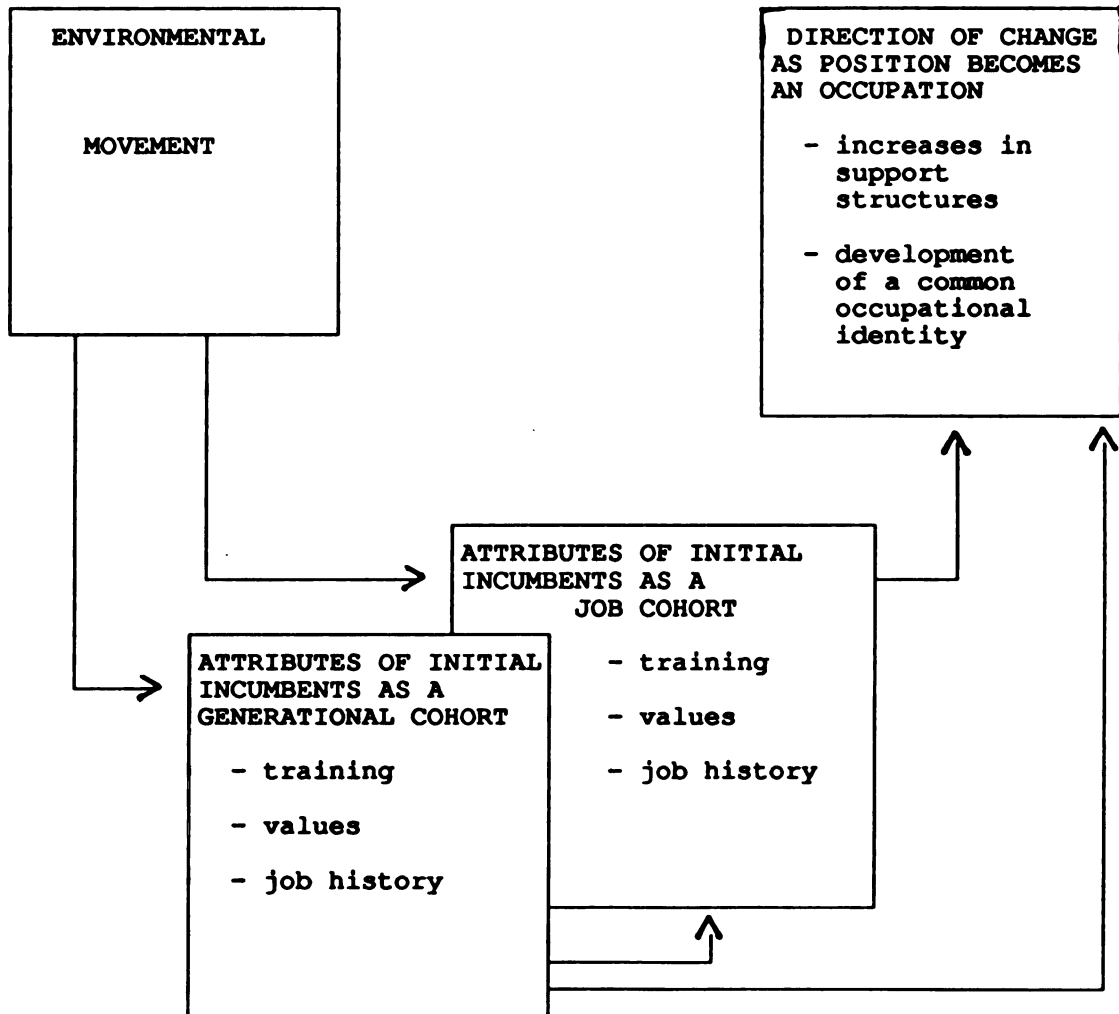 ENVIRONMENTAL
MOVEMENT
DIRECTION OF CHANGE
AS POSITION BECOMES
AN OCCUPATION
- increases in
support
structures
- development
of a common
occupational
identity
ATTRIBUTES OF INITIAL
INCUMBENTS AS A
JOB COHORT
- training
- values
- job history
ATTRIBUTES OF INITIAL
INCUMBENTS AS A
GENERATIONAL COHORT
- training
- values
- job history